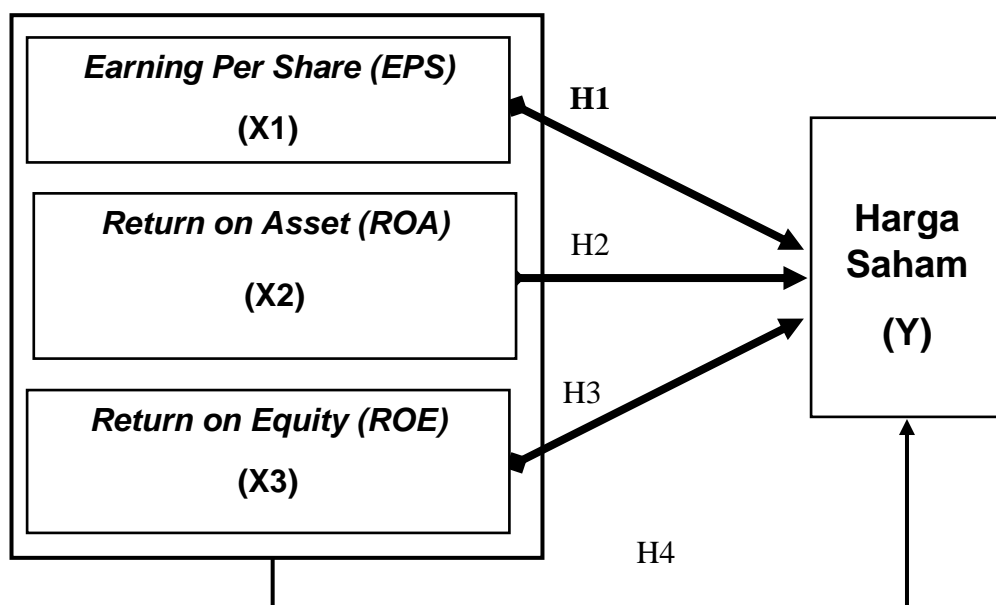 Earning Per Share (EPS)
(X1)
H1
Return on Asset (ROA)
(X2)
H2
Harga
Saham
(Y)
Return on Equity (ROE)
(X3)
H3
H4